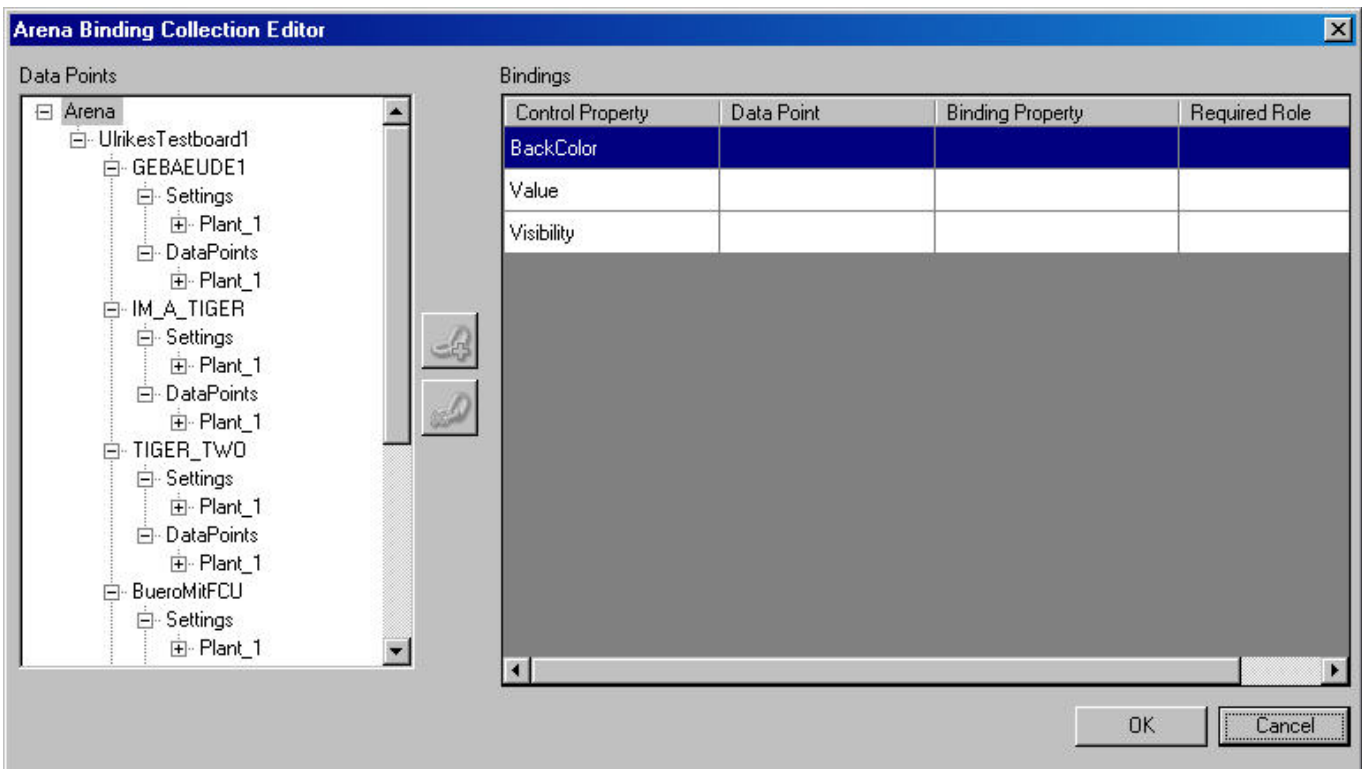 Arena Binding Collection Editor
Data Points
Arena
UlrikesTestboard1
GEBAEUDE1
Settings
Plant_1
DataPoints
Plant_1
IM_A_TIGER
Settings
Plant_1
DataPoints
Plant_1
TIGER_TWO
Settings
Plant_1
DataPoints
Plant_1
BueroMitFCU
Settings
Plant_1
Bindings
Control Property Data Point Binding Property Required Role
BackColor
Value
Visibility
OK Cancel